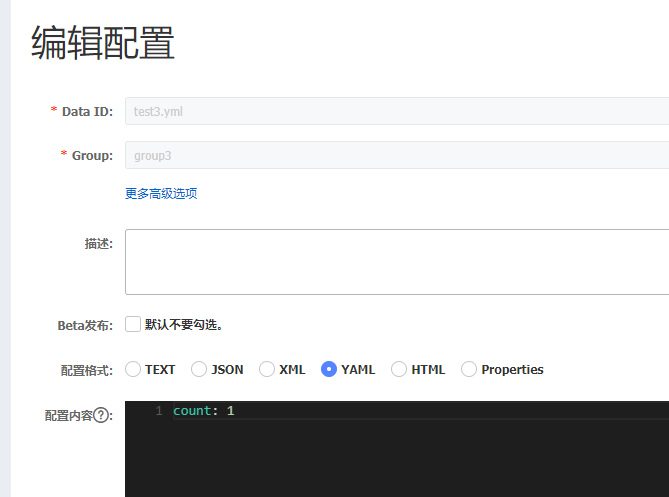 编辑配置
* Data ID: test3.yml
* Group: group3
更多高级选项
描述:
Beta发布: 默认不要勾选。
配置格式: TEXT JSON XML YAML HTML Properties
配置内容?: 1 count: 1